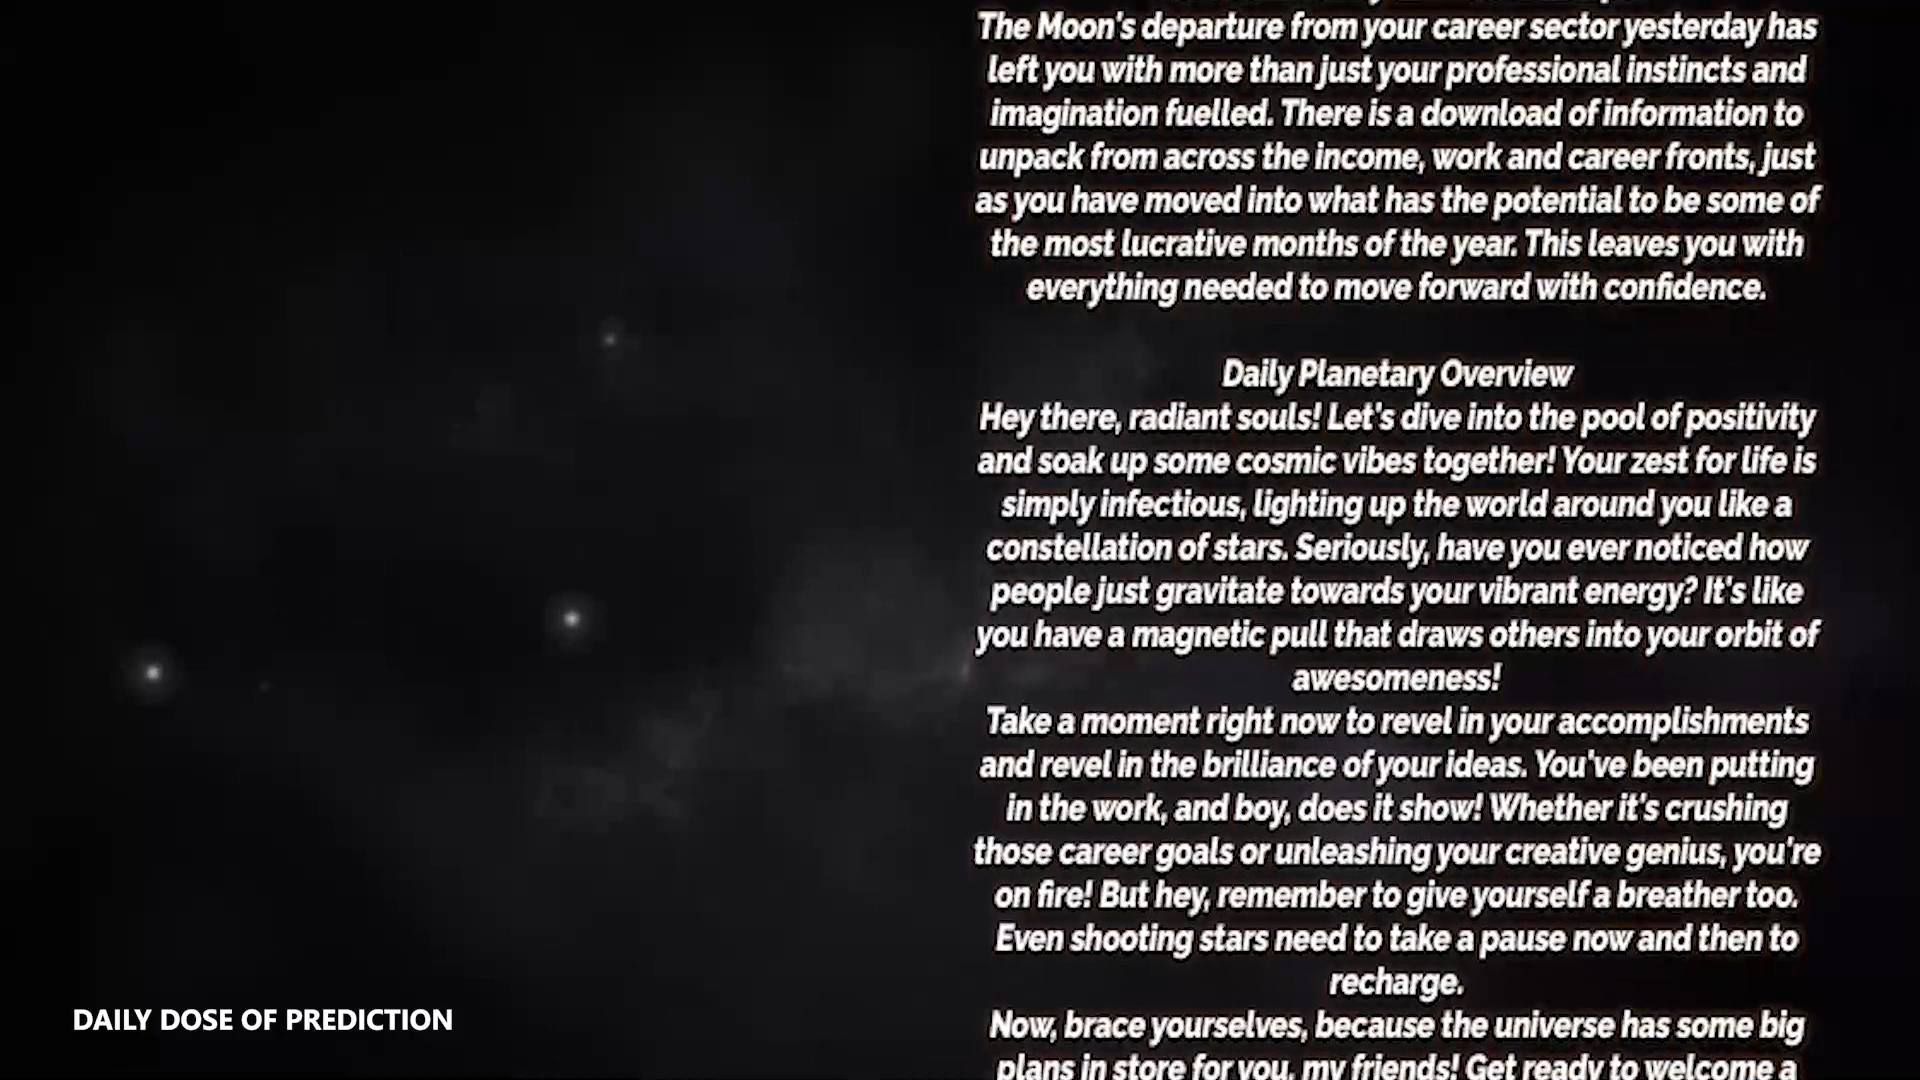 The Moon's departure from your career sector yesterday has
left you with more than just your professional instincts and
imagination fuelled. There is a download of information to
unpack from across the income, work and career fronts, just
as you have moved into what has the potential to be some of
the most lucrative months of the year. This leaves you with
everything needed to move forward with confidence.
Daily Planetary Overview
Hey there, radiant souls! Let's dive into the pool of positivity
and soak up some cosmic vibes together! Your zest for life is
simply infectious, lighting up the world around you like a
constellation of stars. Seriously, have you ever noticed how
people just gravitate towards your vibrant energy? It's like
you have a magnetic pull that draws others into your orbit of
awesomeness!
Take a moment right now to revel in your accomplishments
and revel in the brilliance of your ideas. You've been putting
in the work, and boy, does it show! Whether it's crushing
those career goals or unleashing your creative genius, you're
on fire! But hey, remember to give yourself a breather too.
Even shooting stars need to take a pause now and then to
recharge.
Now, brace yourselves, because the universe has some big
plans in store for you, my friends! Get ready to welcome a
DAILY DOSE OF PREDICTION